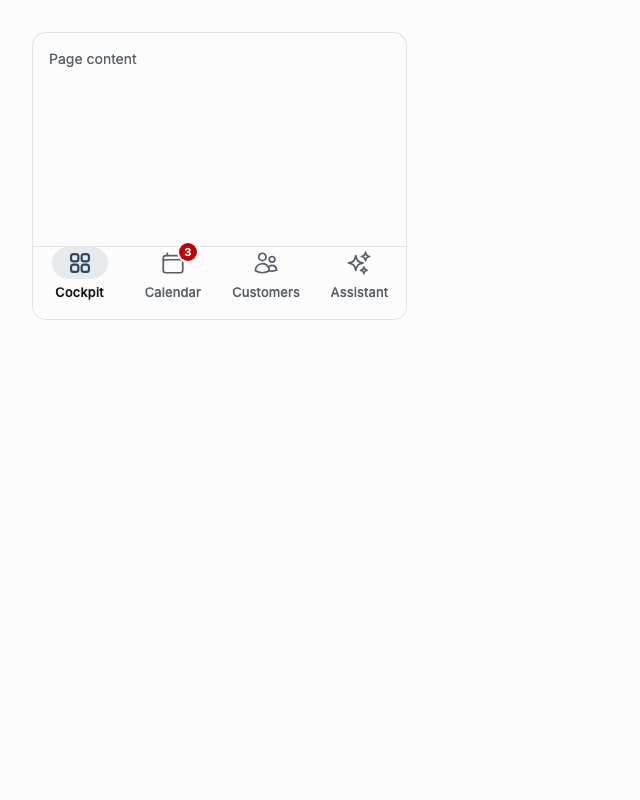 Page content
3
Cockpit
Calendar
Customers
Assistant